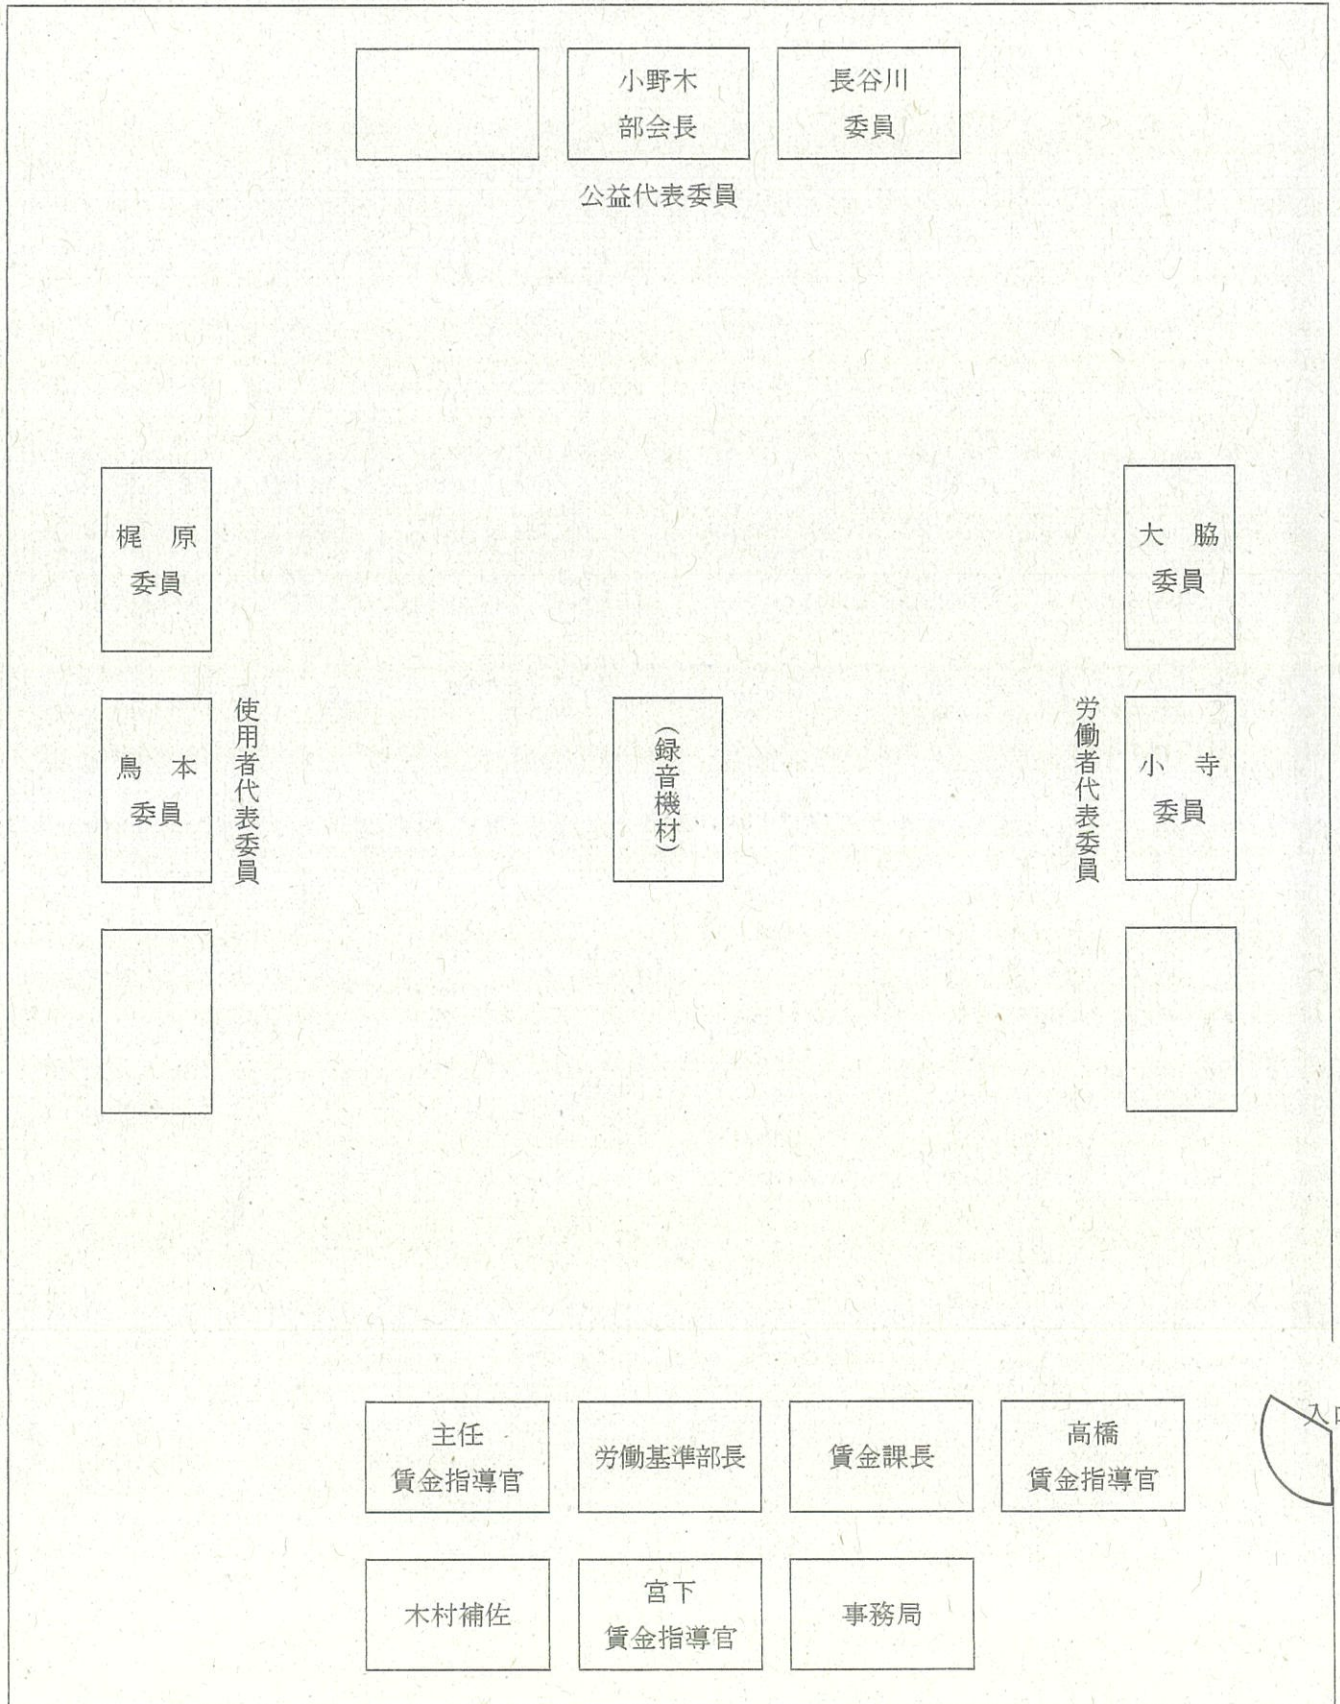 小野木
部会長
長谷川
委員
公益代表委員
梶　原
委員
大　脇
委員
鳥　本
委員
使用者代表委員
（録音機材）
労働者代表委員
小　寺
委員
主任
賃金指導官
労働基準部長
賃金課長
高橋
賃金指導官
入口
木村補佐
宮下
賃金指導官
事務局